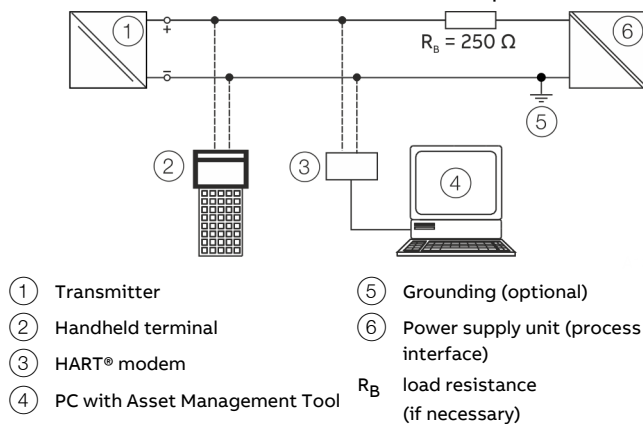 1
+
–
R_B = 250 Ω
6
5
2
3
4
1 Transmitter
2 Handheld terminal
3 HART® modem
4 PC with Asset Management Tool
5 Grounding (optional)
6 Power supply unit (process
interface)
R_B load resistance
(if necessary)